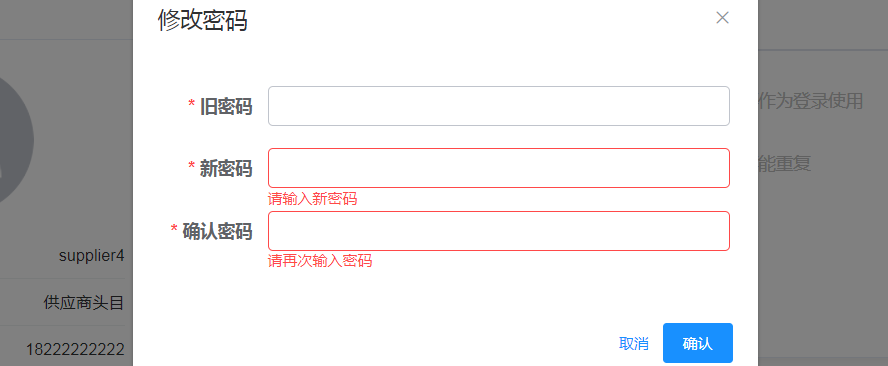 修改密码
作为登录使用
* 旧密码
能重复
* 新密码
请输入新密码
* 确认密码
supplier4
请再次输入密码
供应商头目
取消
确认
18222222222